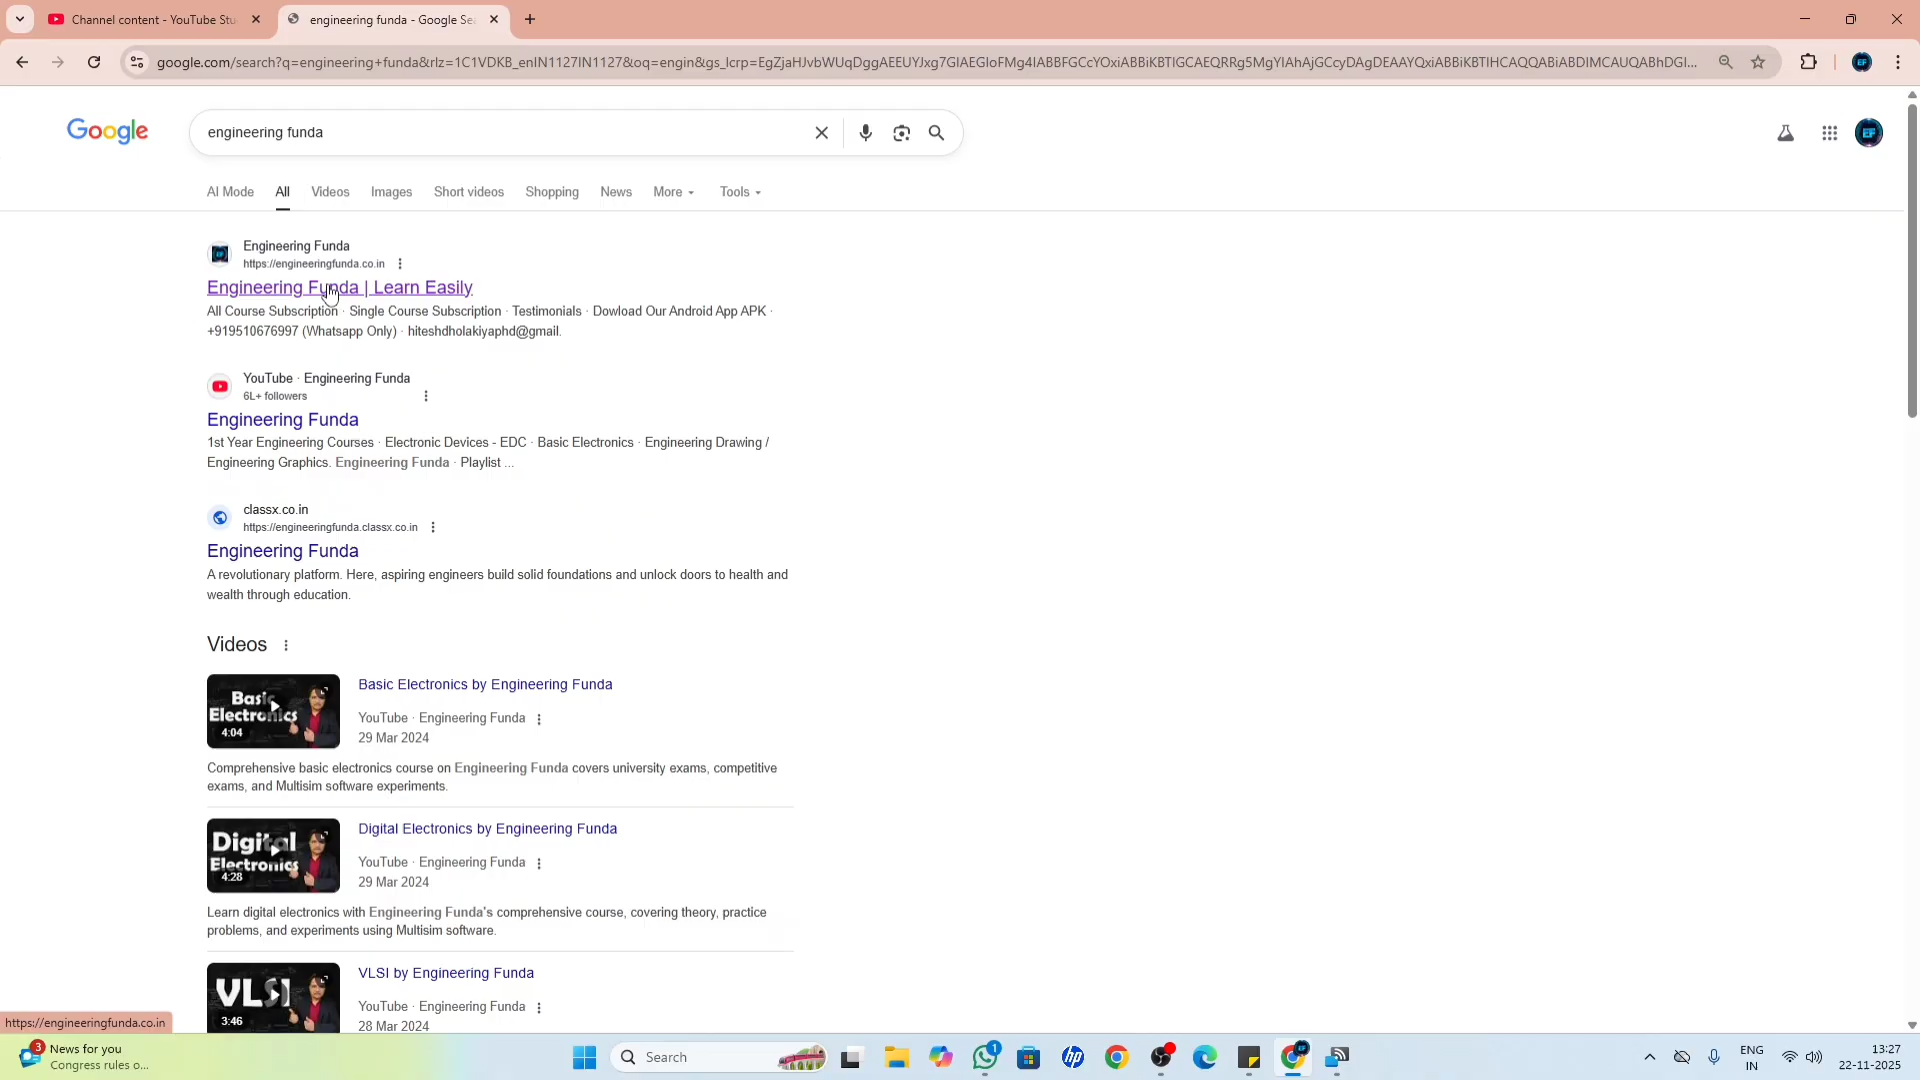 Channel content - YouTube Stu
engineering funda - Google Se
google.com/search?q=engineering+funda&rlz=1C1VDKB_enIN1127IN1127&oq=engin&gs_lcrp=EgZjaHJvbWUqDggAEEUYJxg7GIAEGIoFMg4IABBFGCcYOxiABBiKBTIGCAEQRRg5MgYIAhAjGCcyDAgDEAAYQxiABBiKBTIHCAQQABiABDIMCAUQABhDGI...
Google
engineering funda
AI Mode
All
Videos
Images
Short videos
Shopping
News
More
Tools
Engineering Funda
https://engineeringfunda.co.in
Engineering Funda | Learn Easily
All Course Subscription · Single Course Subscription · Testimonials · Dowload Our Android App APK ·
+919510676997 (Whatsapp Only) · hiteshdholakiyaphd@gmail.
YouTube · Engineering Funda
6L+ followers
Engineering Funda
1st Year Engineering Courses · Electronic Devices - EDC · Basic Electronics · Engineering Drawing /
Engineering Graphics. Engineering Funda · Playlist ...
classx.co.in
https://engineeringfunda.classx.co.in
Engineering Funda
A revolutionary platform. Here, aspiring engineers build solid foundations and unlock doors to health and
wealth through education.
Videos
Basic Electronics
4:04
Basic Electronics by Engineering Funda
YouTube · Engineering Funda
29 Mar 2024
Comprehensive basic electronics course on Engineering Funda covers university exams, competitive
exams, and Multisim software experiments.
Digital Electronics
4:28
Digital Electronics by Engineering Funda
YouTube · Engineering Funda
29 Mar 2024
Learn digital electronics with Engineering Funda's comprehensive course, covering theory, practice
problems, and experiments using Multisim software.
VLSI
3:46
VLSI by Engineering Funda
YouTube · Engineering Funda
28 Mar 2024
https://engineeringfunda.co.in
3
News for you
Congress rules o...
Search
1
hp
EF
ENG
IN
13:27
22-11-2025